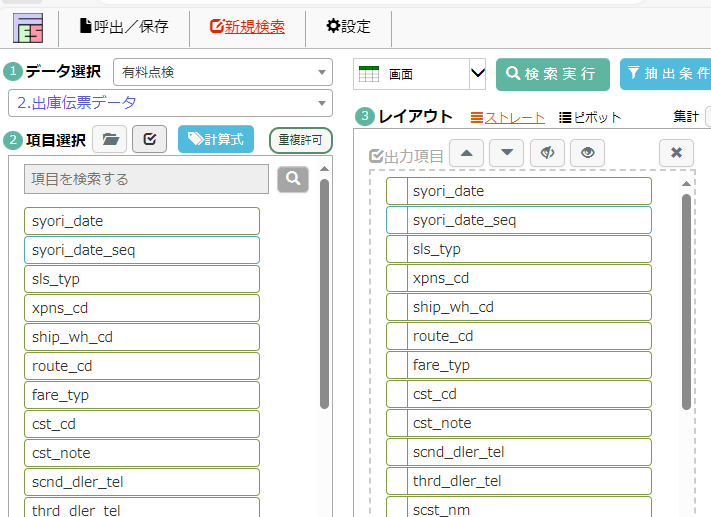 呼出／保存
新規検索
設定
1 データ選択
有料点検
2.出庫伝票データ
2 項目選択
計算式
重複許可
項目を検索する
syori_date
syori_date_seq
sls_typ
xpns_cd
ship_wh_cd
route_cd
fare_typ
cst_cd
cst_note
scnd_dler_tel
thrd_dler_tel
画面
検索実行
抽出条件
3 レイアウト
ストレート
ピボット
集計
出力項目
syori_date
syori_date_seq
sls_typ
xpns_cd
ship_wh_cd
route_cd
fare_typ
cst_cd
cst_note
scnd_dler_tel
thrd_dler_tel
scst_nm